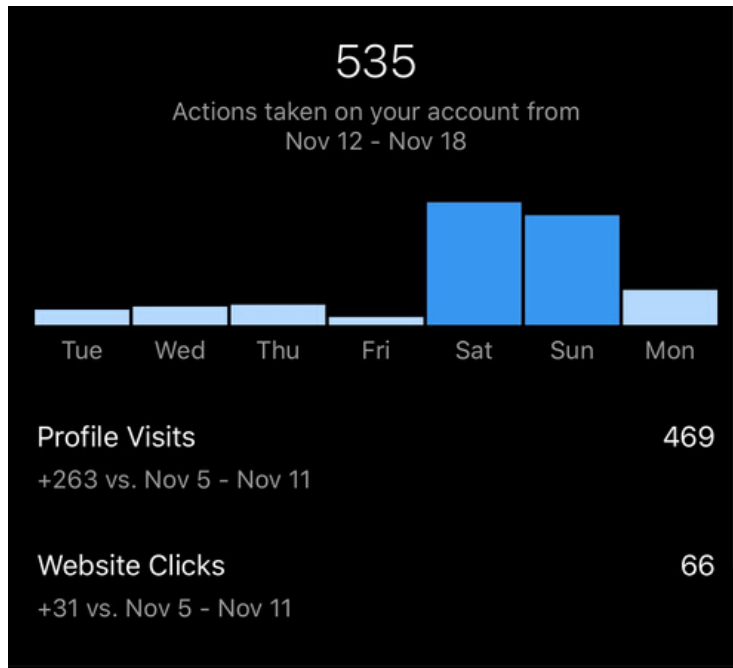 535
Actions taken on your account from
Nov 12 - Nov 18
Tue Wed Thu Fri Sat Sun Mon
Profile Visits 469
+263 vs. Nov 5 - Nov 11
Website Clicks 66
+31 vs. Nov 5 - Nov 11